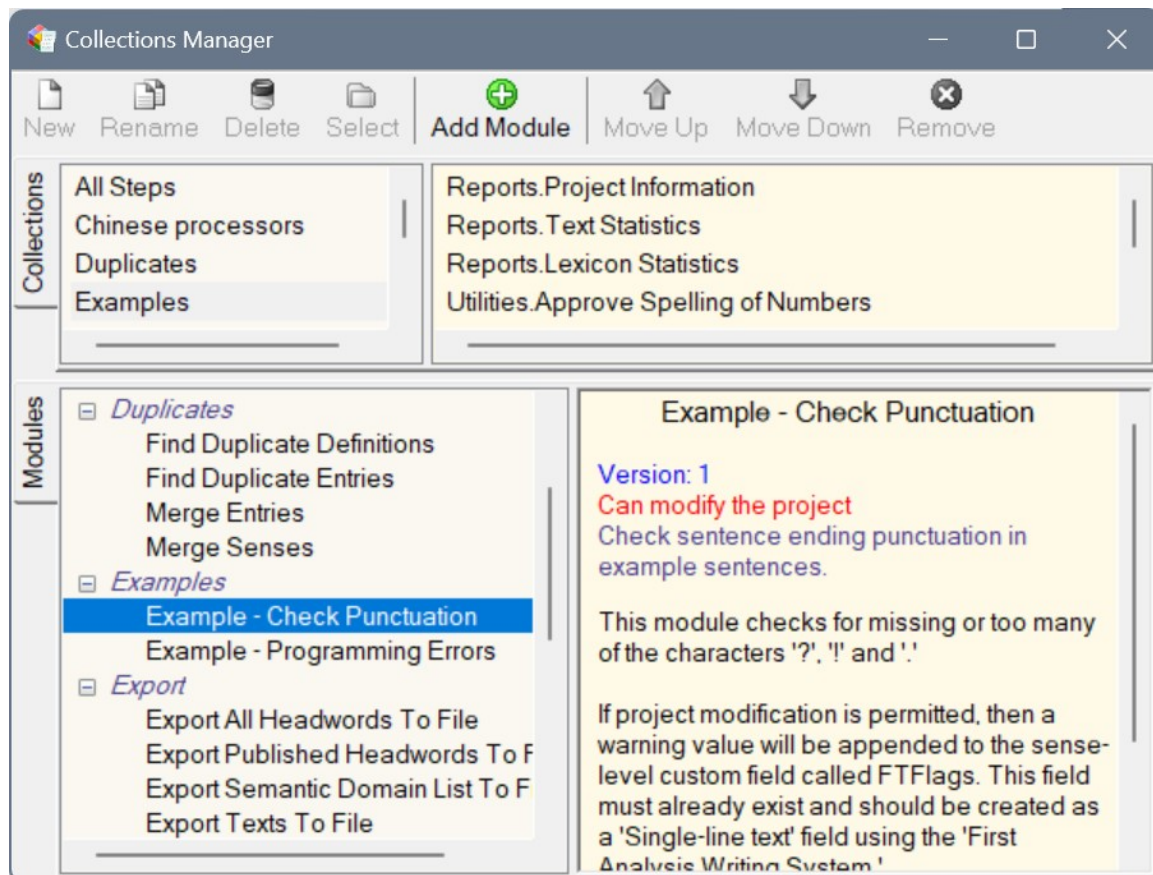 Collections Manager
New Rename Delete Select Add Module Move Up Move Down Remove
Collections
All Steps
Chinese processors
Duplicates
Examples
Reports.Project Information
Reports.Text Statistics
Reports.Lexicon Statistics
Utilities.Approve Spelling of Numbers
Modules
Duplicates
Find Duplicate Definitions
Find Duplicate Entries
Merge Entries
Merge Senses
Examples
Example - Check Punctuation
Example - Programming Errors
Export
Export All Headwords To File
Export Published Headwords To F
Export Semantic Domain List To F
Export Texts To File
Example - Check Punctuation
Version: 1
Can modify the project
Check sentence ending punctuation in
example sentences.
This module checks for missing or too many
of the characters '?', '!' and '.'
If project modification is permitted, then a
warning value will be appended to the sense-
level custom field called FTFlags. This field
must already exist and should be created as
a 'Single-line text' field using the 'First
Analysis Writing System.'